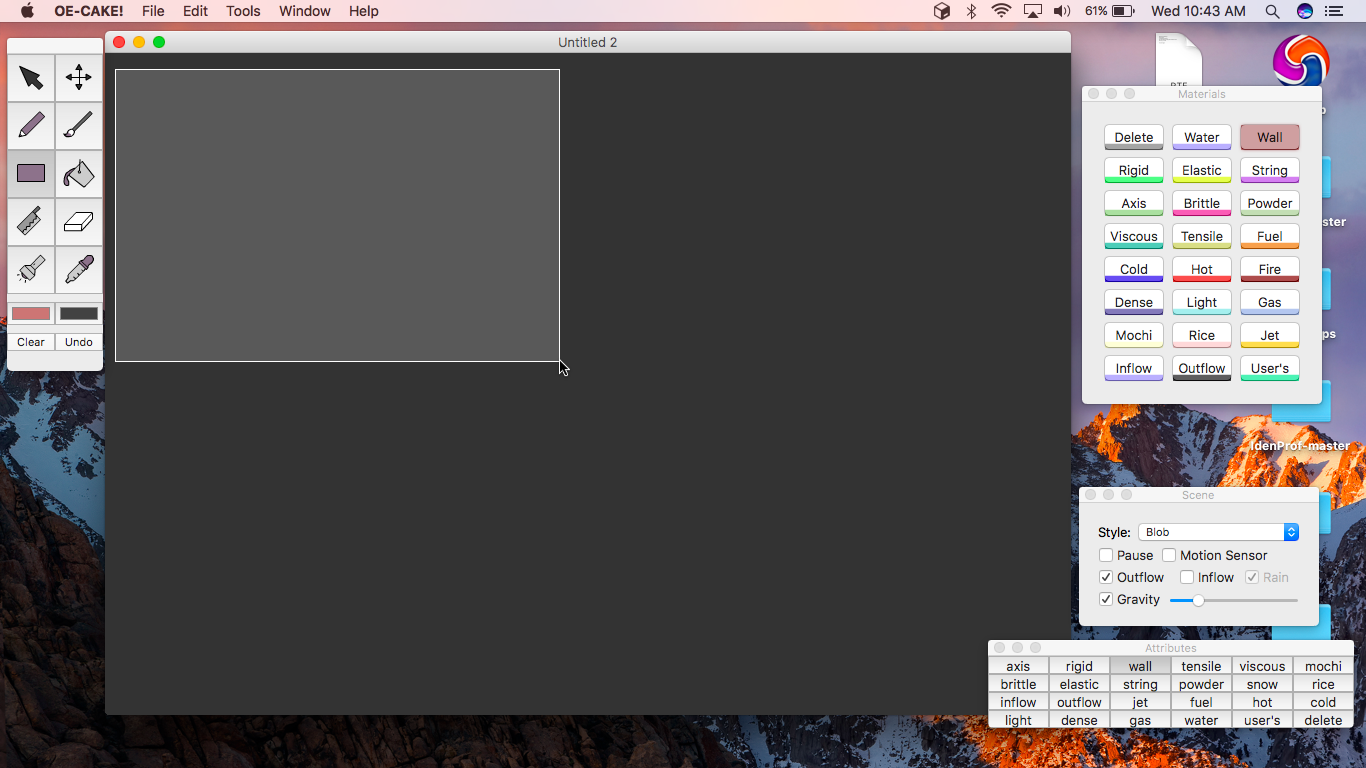 OE-CAKE! File Edit Tools Window Help 61% Wed 10:43 AM
Untitled 2
Materials
Delete Water Wall
Rigid Elastic String
Axis Brittle Powder
Viscous Tensile Fuel
Cold Hot Fire
Dense Light Gas
Mochi Rice Jet
Inflow Outflow User's
ster
ps
IdenProf-master
Clear Undo
Scene
Style: Blob
Pause Motion Sensor
Outflow Inflow Rain
Gravity
Attributes
axis rigid wall tensile viscous mochi
brittle elastic string powder snow rice
inflow outflow jet fuel hot cold
light dense gas water user's delete